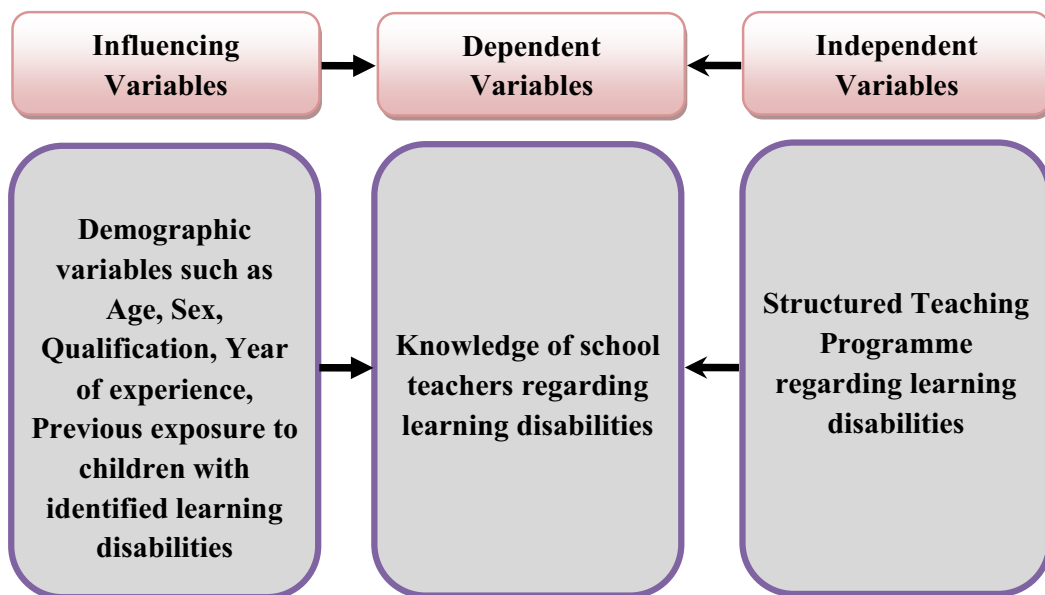 Influencing
Variables
Dependent
Variables
Independent
Variables
Demographic
variables such as
Age, Sex,
Qualification, Year
of experience,
Previous exposure to
children with
identified learning
disabilities
Knowledge of school
teachers regarding
learning disabilities
Structured Teaching
Programme
regarding learning
disabilities